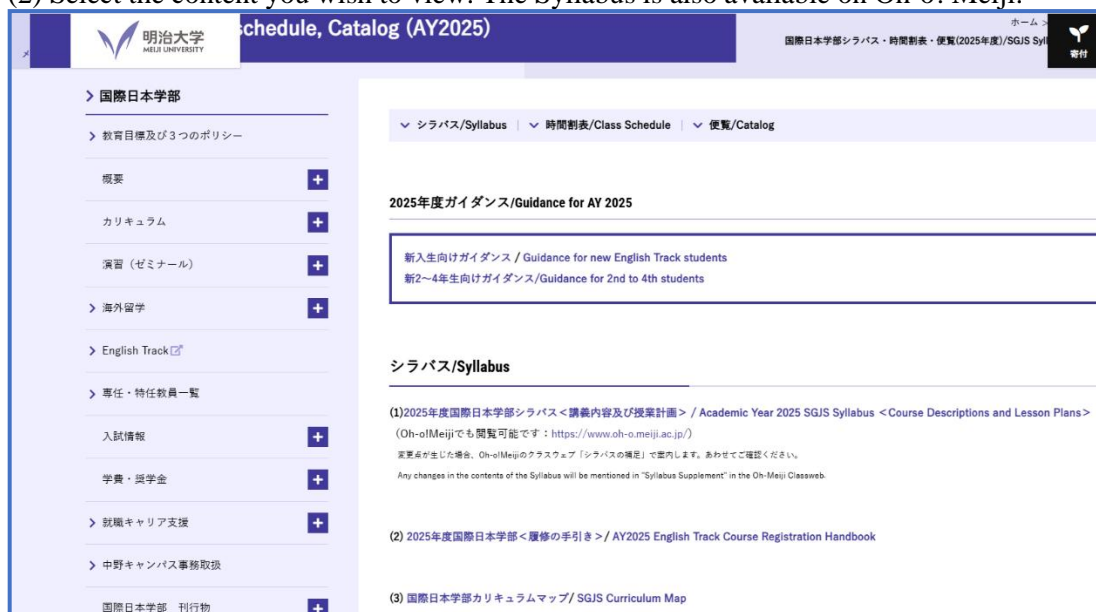 (2) Select the content you wish to view. The Syllabus is also available on Oh-o! Meiji.
明治大学
MEIJI UNIVERSITY
chedule, Catalog (AY2025)
ホーム >
国際日本学部シラバス・時間割表・便覧(2025年度)/SGJS Syll
寄付
国際日本学部
教育目標及び3つのポリシー
概要
カリキュラム
演習（ゼミナール）
海外留学
English Track
専任・特任教員一覧
入試情報
学費・奨学金
就職キャリア支援
中野キャンパス事務取扱
国際日本学部 刊行物
シラバス/Syllabus
時間割表/Class Schedule
便覧/Catalog
2025年度ガイダンス/Guidance for AY 2025
新入生向けガイダンス / Guidance for new English Track students
新2〜4年生向けガイダンス/Guidance for 2nd to 4th students
シラバス/Syllabus
(1)2025年度国際日本学部シラバス＜講義内容及び授業計画＞ / Academic Year 2025 SGJS Syllabus ＜Course Descriptions and Lesson Plans＞
（Oh-o!Meijiでも閲覧可能です：https://www.oh-o.meiji.ac.jp/）
変更点が生じた場合、Oh-o!Meijiのクラスウェブ「シラバスの補足」で案内します。あわせてご確認ください。
Any changes in the contents of the Syllabus will be mentioned in "Syllabus Supplement" in the Oh-Meiji Classweb.
(2) 2025年度国際日本学部＜履修の手引き＞/ AY2025 English Track Course Registration Handbook
(3) 国際日本学部カリキュラムマップ/ SGJS Curriculum Map